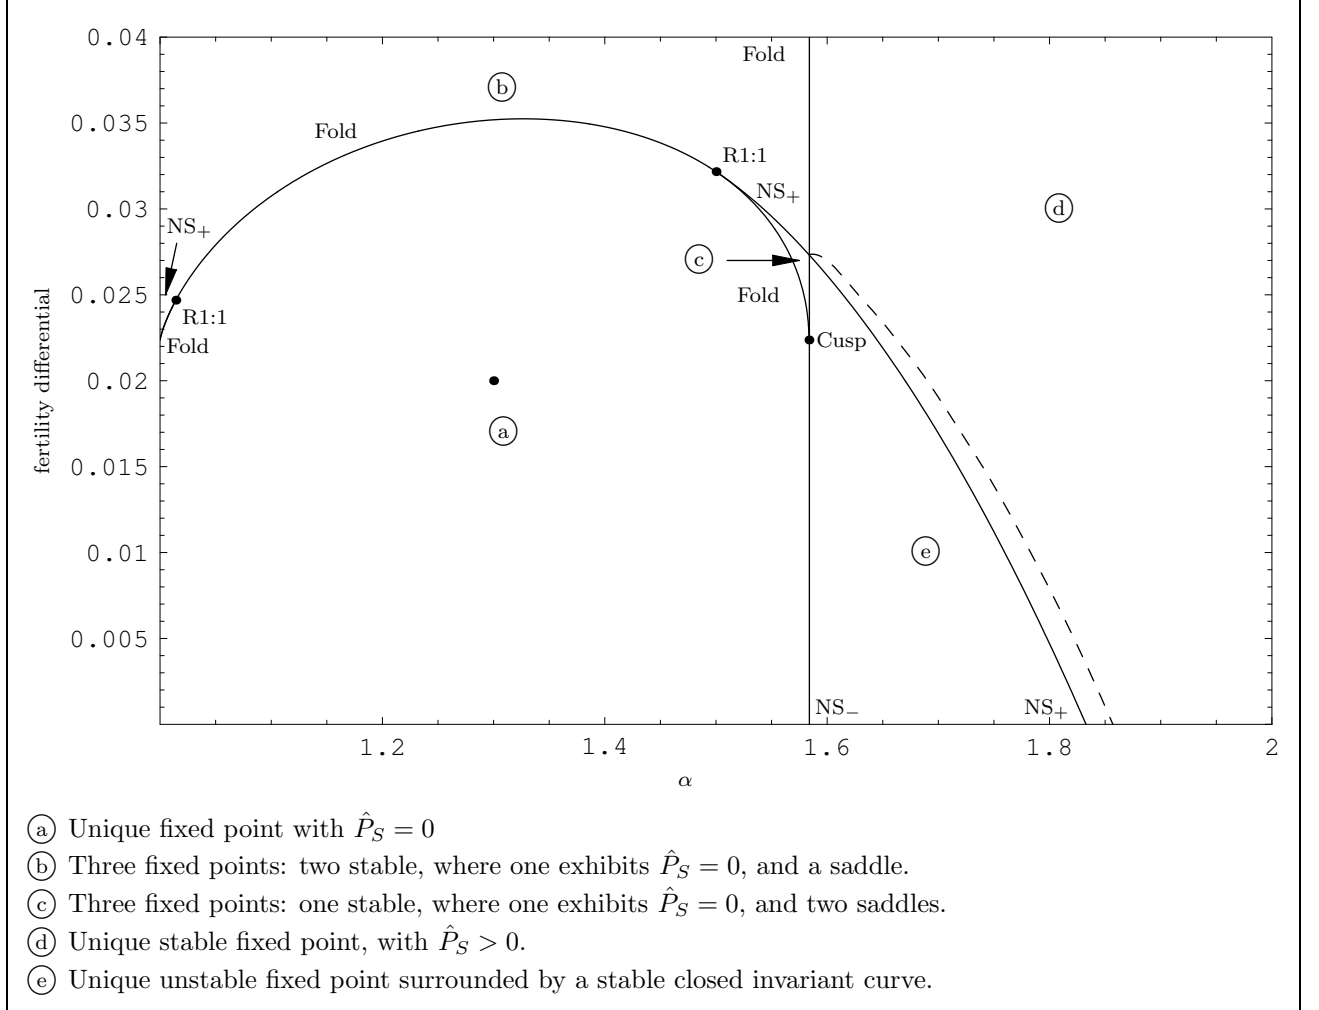 0.04
Fold
ⓑ
0.035
Fold
R1:1
NS₊
0.03
ⓓ
NS₊
ⓒ
0.025
Fold
R1:1
Fold
Cusp
0.02
fertility differential
ⓐ
0.015
0.01
ⓔ
0.005
NS₋
NS₊
1.2 1.4 1.6 1.8 2
α
ⓐ Unique fixed point with P̂_S = 0
ⓑ Three fixed points: two stable, where one exhibits P̂_S = 0, and a saddle.
ⓒ Three fixed points: one stable, where one exhibits P̂_S = 0, and two saddles.
ⓓ Unique stable fixed point, with P̂_S > 0.
ⓔ Unique unstable fixed point surrounded by a stable closed invariant curve.